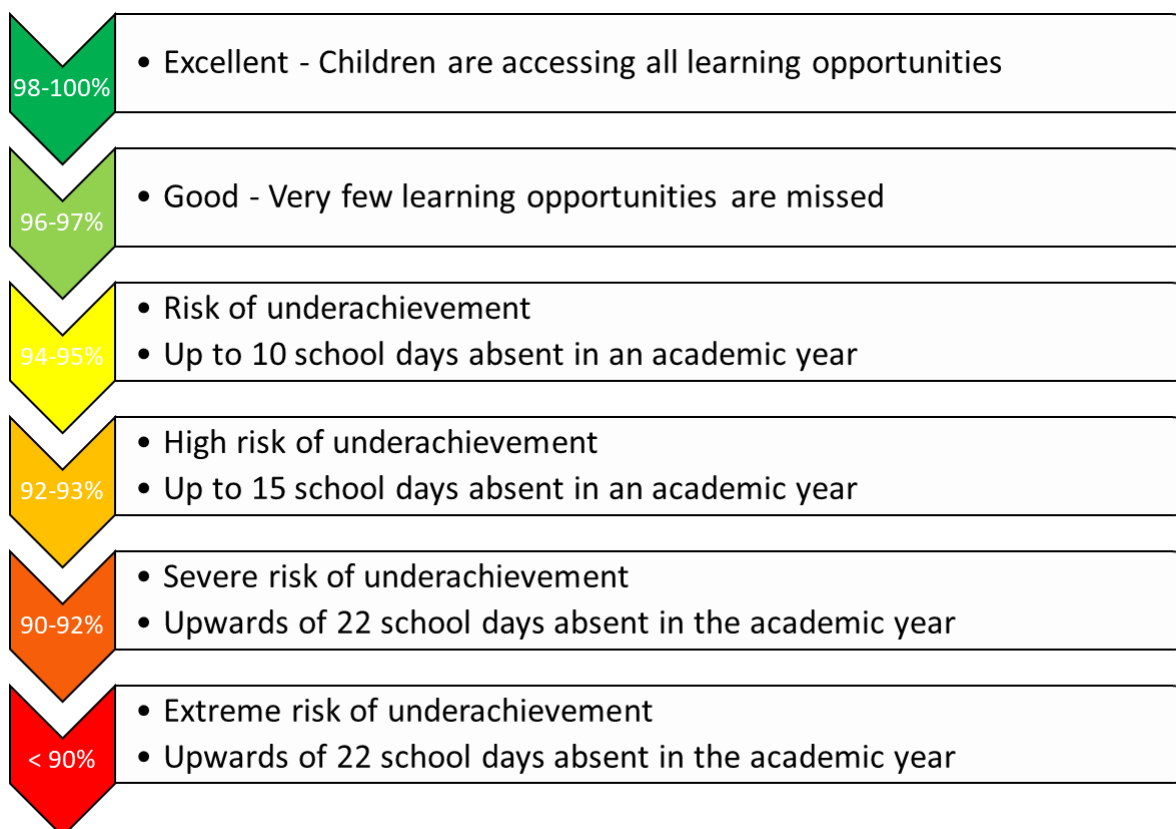 98-100%
• Excellent - Children are accessing all learning opportunities
96-97%
• Good - Very few learning opportunities are missed
94-95%
• Risk of underachievement
• Up to 10 school days absent in an academic year
92-93%
• High risk of underachievement
• Up to 15 school days absent in an academic year
90-92%
• Severe risk of underachievement
• Upwards of 22 school days absent in the academic year
< 90%
• Extreme risk of underachievement
• Upwards of 22 school days absent in the academic year